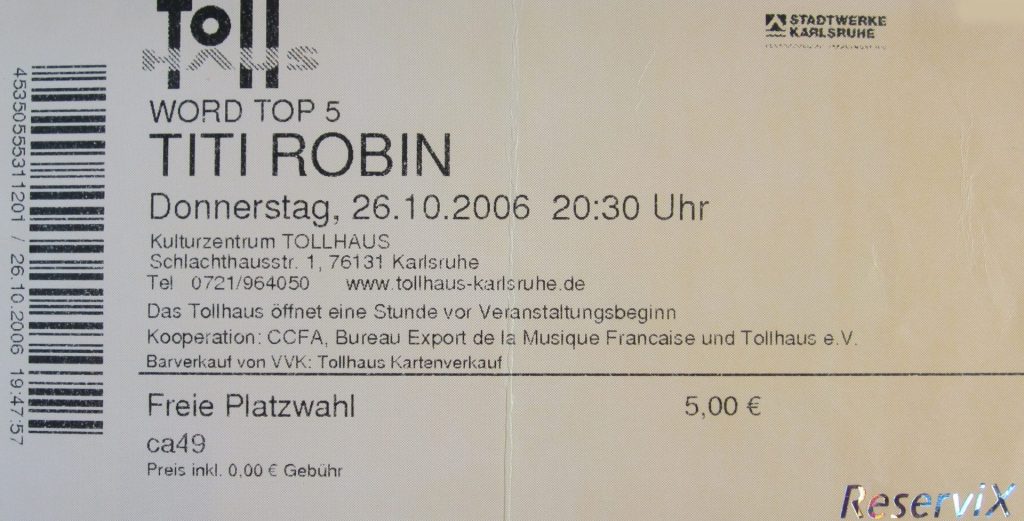 Toll
HAUS
STADTWERKE
KARLSRUHE
WORD TOP 5
TITI ROBIN
Donnerstag, 26.10.2006 20:30 Uhr
Kulturzentrum TOLLHAUS
Schlachthausstr. 1, 76131 Karlsruhe
Tel 0721/964050 www.tollhaus-karlsruhe.de
Das Tollhaus öffnet eine Stunde vor Veranstaltungsbeginn
Kooperation: CCFA, Bureau Export de la Musique Francaise und Tollhaus e.V.
Barverkauf von VVK: Tollhaus Kartenverkauf
Freie Platzwahl 5,00 €
ca49
Preis inkl. 0,00 € Gebühr
ReserviX
45350555311201 / 26.10.2006 19:47:57